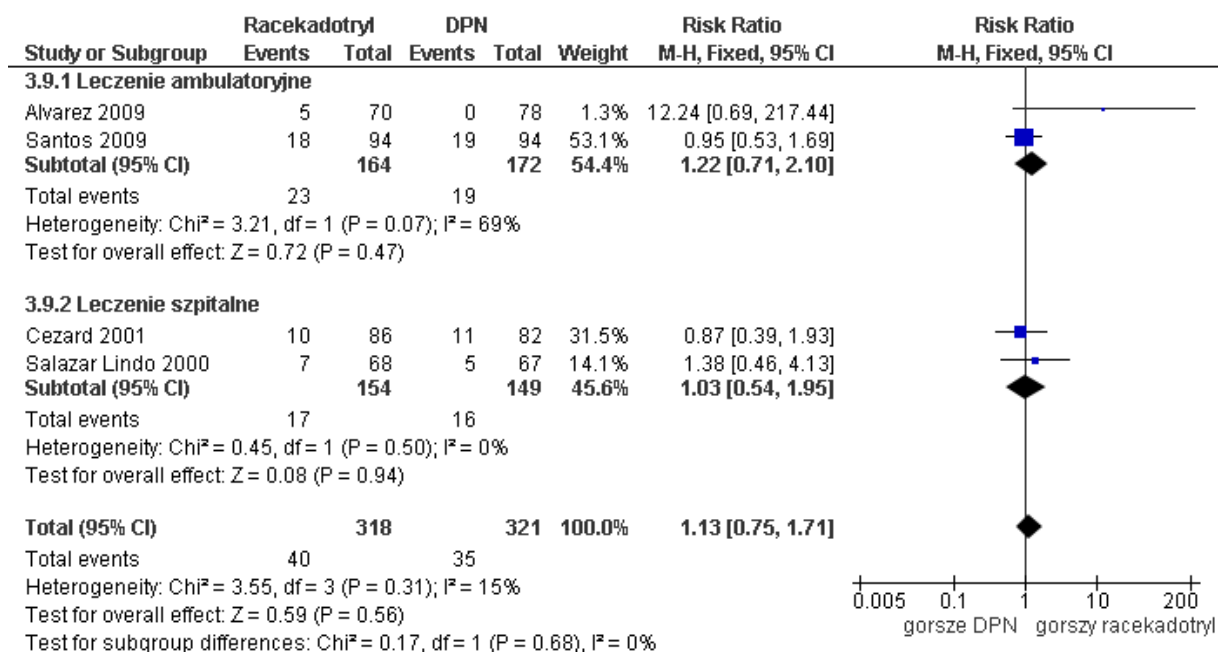 Racekadotryl DPN Risk Ratio Risk Ratio
Study or Subgroup Events Total Events Total Weight M-H, Fixed, 95% CI M-H, Fixed, 95% CI
3.9.1 Leczenie ambulatoryjne
Alvarez 2009 5 70 0 78 1.3% 12.24 [0.69, 217.44]
Santos 2009 18 94 19 94 53.1% 0.95 [0.53, 1.69]
Subtotal (95% CI) 164 172 54.4% 1.22 [0.71, 2.10]
Total events 23 19
Heterogeneity: Chi² = 3.21, df = 1 (P = 0.07); I² = 69%
Test for overall effect: Z = 0.72 (P = 0.47)
3.9.2 Leczenie szpitalne
Cezard 2001 10 86 11 82 31.5% 0.87 [0.39, 1.93]
Salazar Lindo 2000 7 68 5 67 14.1% 1.38 [0.46, 4.13]
Subtotal (95% CI) 154 149 45.6% 1.03 [0.54, 1.95]
Total events 17 16
Heterogeneity: Chi² = 0.45, df = 1 (P = 0.50); I² = 0%
Test for overall effect: Z = 0.08 (P = 0.94)
Total (95% CI) 318 321 100.0% 1.13 [0.75, 1.71]
Total events 40 35
Heterogeneity: Chi² = 3.55, df = 3 (P = 0.31); I² = 15%
Test for overall effect: Z = 0.59 (P = 0.56)
Test for subgroup differences: Chi² = 0.17, df = 1 (P = 0.68), I² = 0%
0.005 0.1 1 10 200
gorsze DPN gorszy racekadotryl